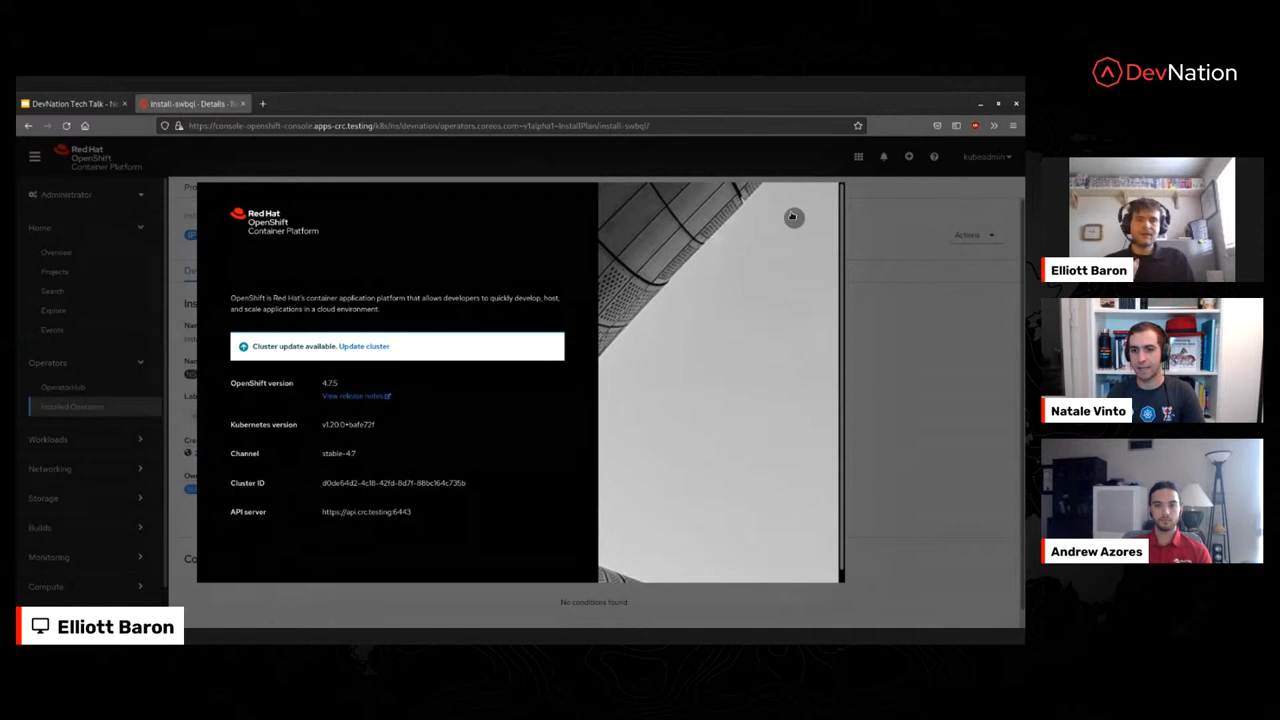 DevNation
DevNation Tech Talk - No
install-swbql · Details · Re
https://console-openshift-console.apps-crc.testing/k8s/ns/devnation/operators.coreos.com~v1alpha1~InstallPlan/install-swbql/
Red Hat
OpenShift
Container Platform
kubeadmin
Administrator
Home
Overview
Projects
Search
Explore
Events
Operators
OperatorHub
Installed Operators
Workloads
Networking
Storage
Builds
Monitoring
Compute
Actions
Red Hat
OpenShift
Container Platform
OpenShift is Red Hat's container application platform that allows developers to quickly develop, host,
and scale applications in a cloud environment.
Cluster update available. Update cluster
OpenShift version
4.7.5
View release notes
Kubernetes version
v1.20.0+bafe72f
Channel
stable-4.7
Cluster ID
d0de64d2-4c18-42fd-8d7f-88bc164c735b
API server
https://api.crc.testing:6443
No conditions found
Elliott Baron
Natale Vinto
Andrew Azores
Elliott Baron